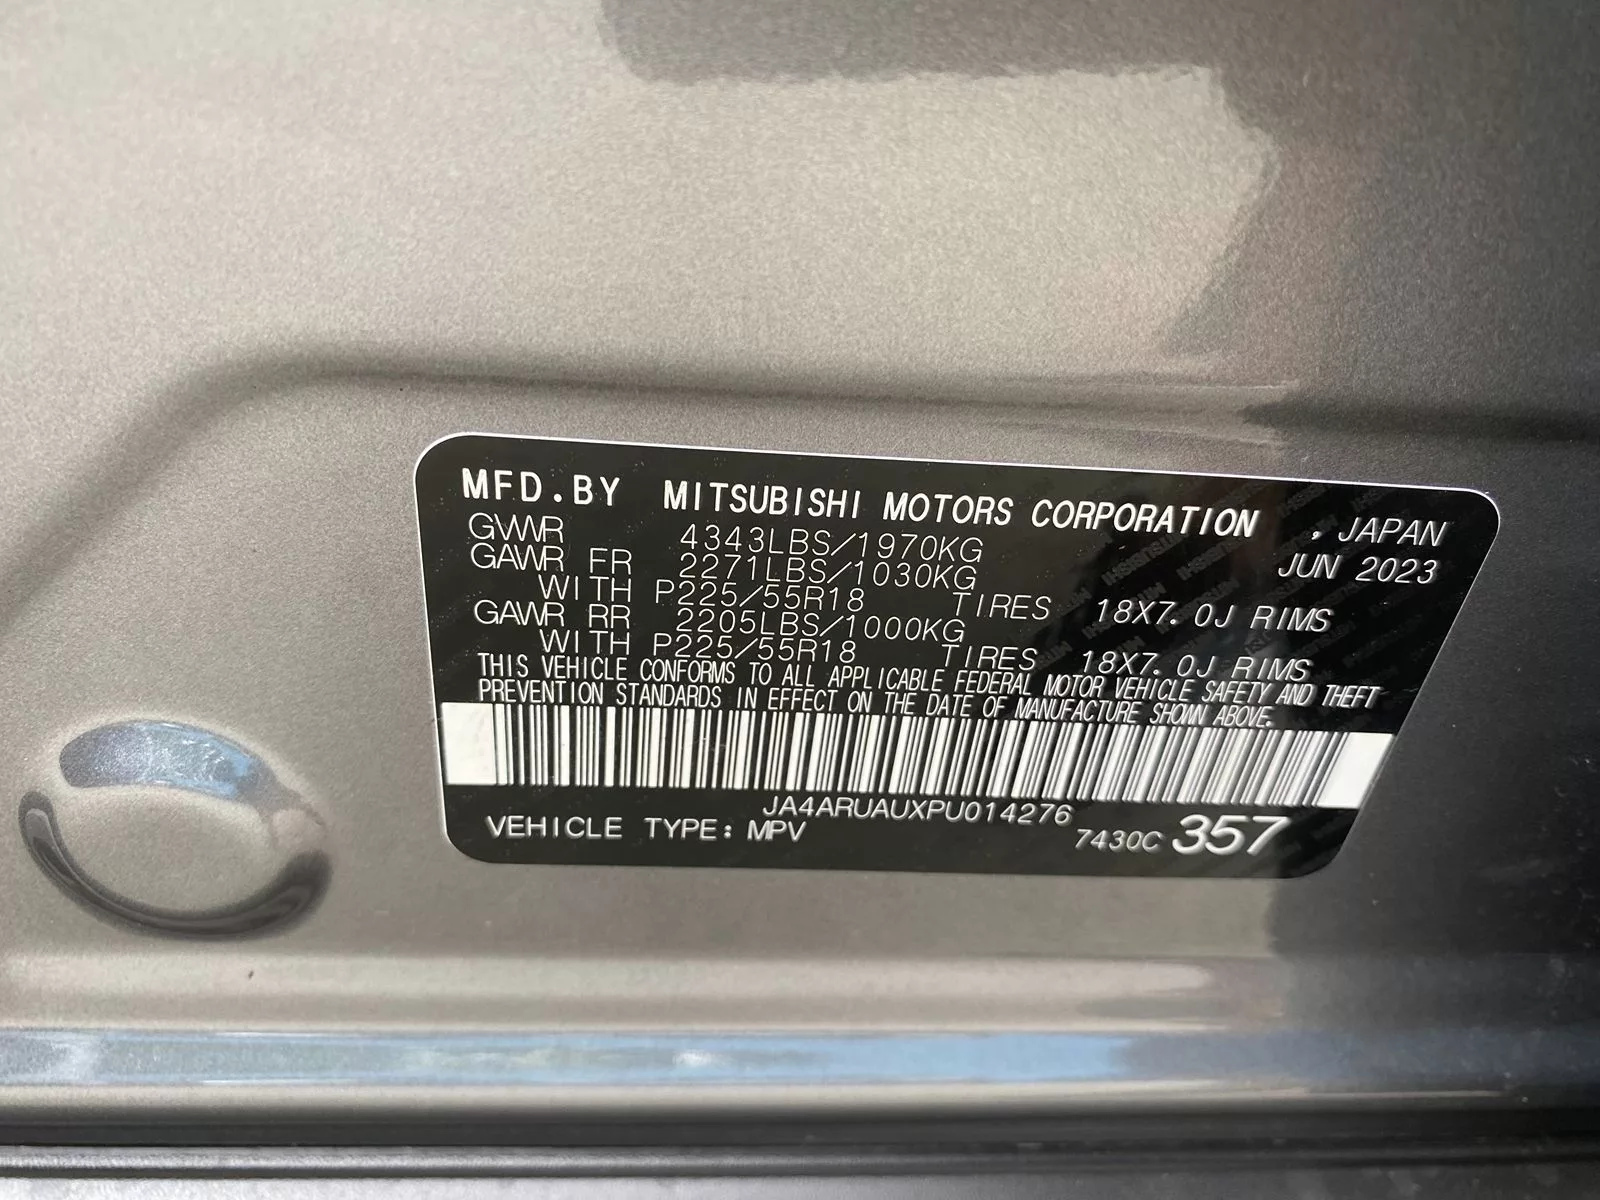 MFD.BY MITSUBISHI MOTORS CORPORATION , JAPAN
GVWR 4343LBS/1970KG JUN 2023
GAWR FR 2271LBS/1030KG
WITH P225/55R18 TIRES 18X7.0J RIMS
GAWR RR 2205LBS/1000KG
WITH P225/55R18 TIRES 18X7.0J RIMS
THIS VEHICLE CONFORMS TO ALL APPLICABLE FEDERAL MOTOR VEHICLE SAFETY AND THEFT
PREVENTION STANDARDS IN EFFECT ON THE DATE OF MANUFACTURE SHOWN ABOVE.
JA4ARUAUXPU014276
VEHICLE TYPE: MPV 7430C 357